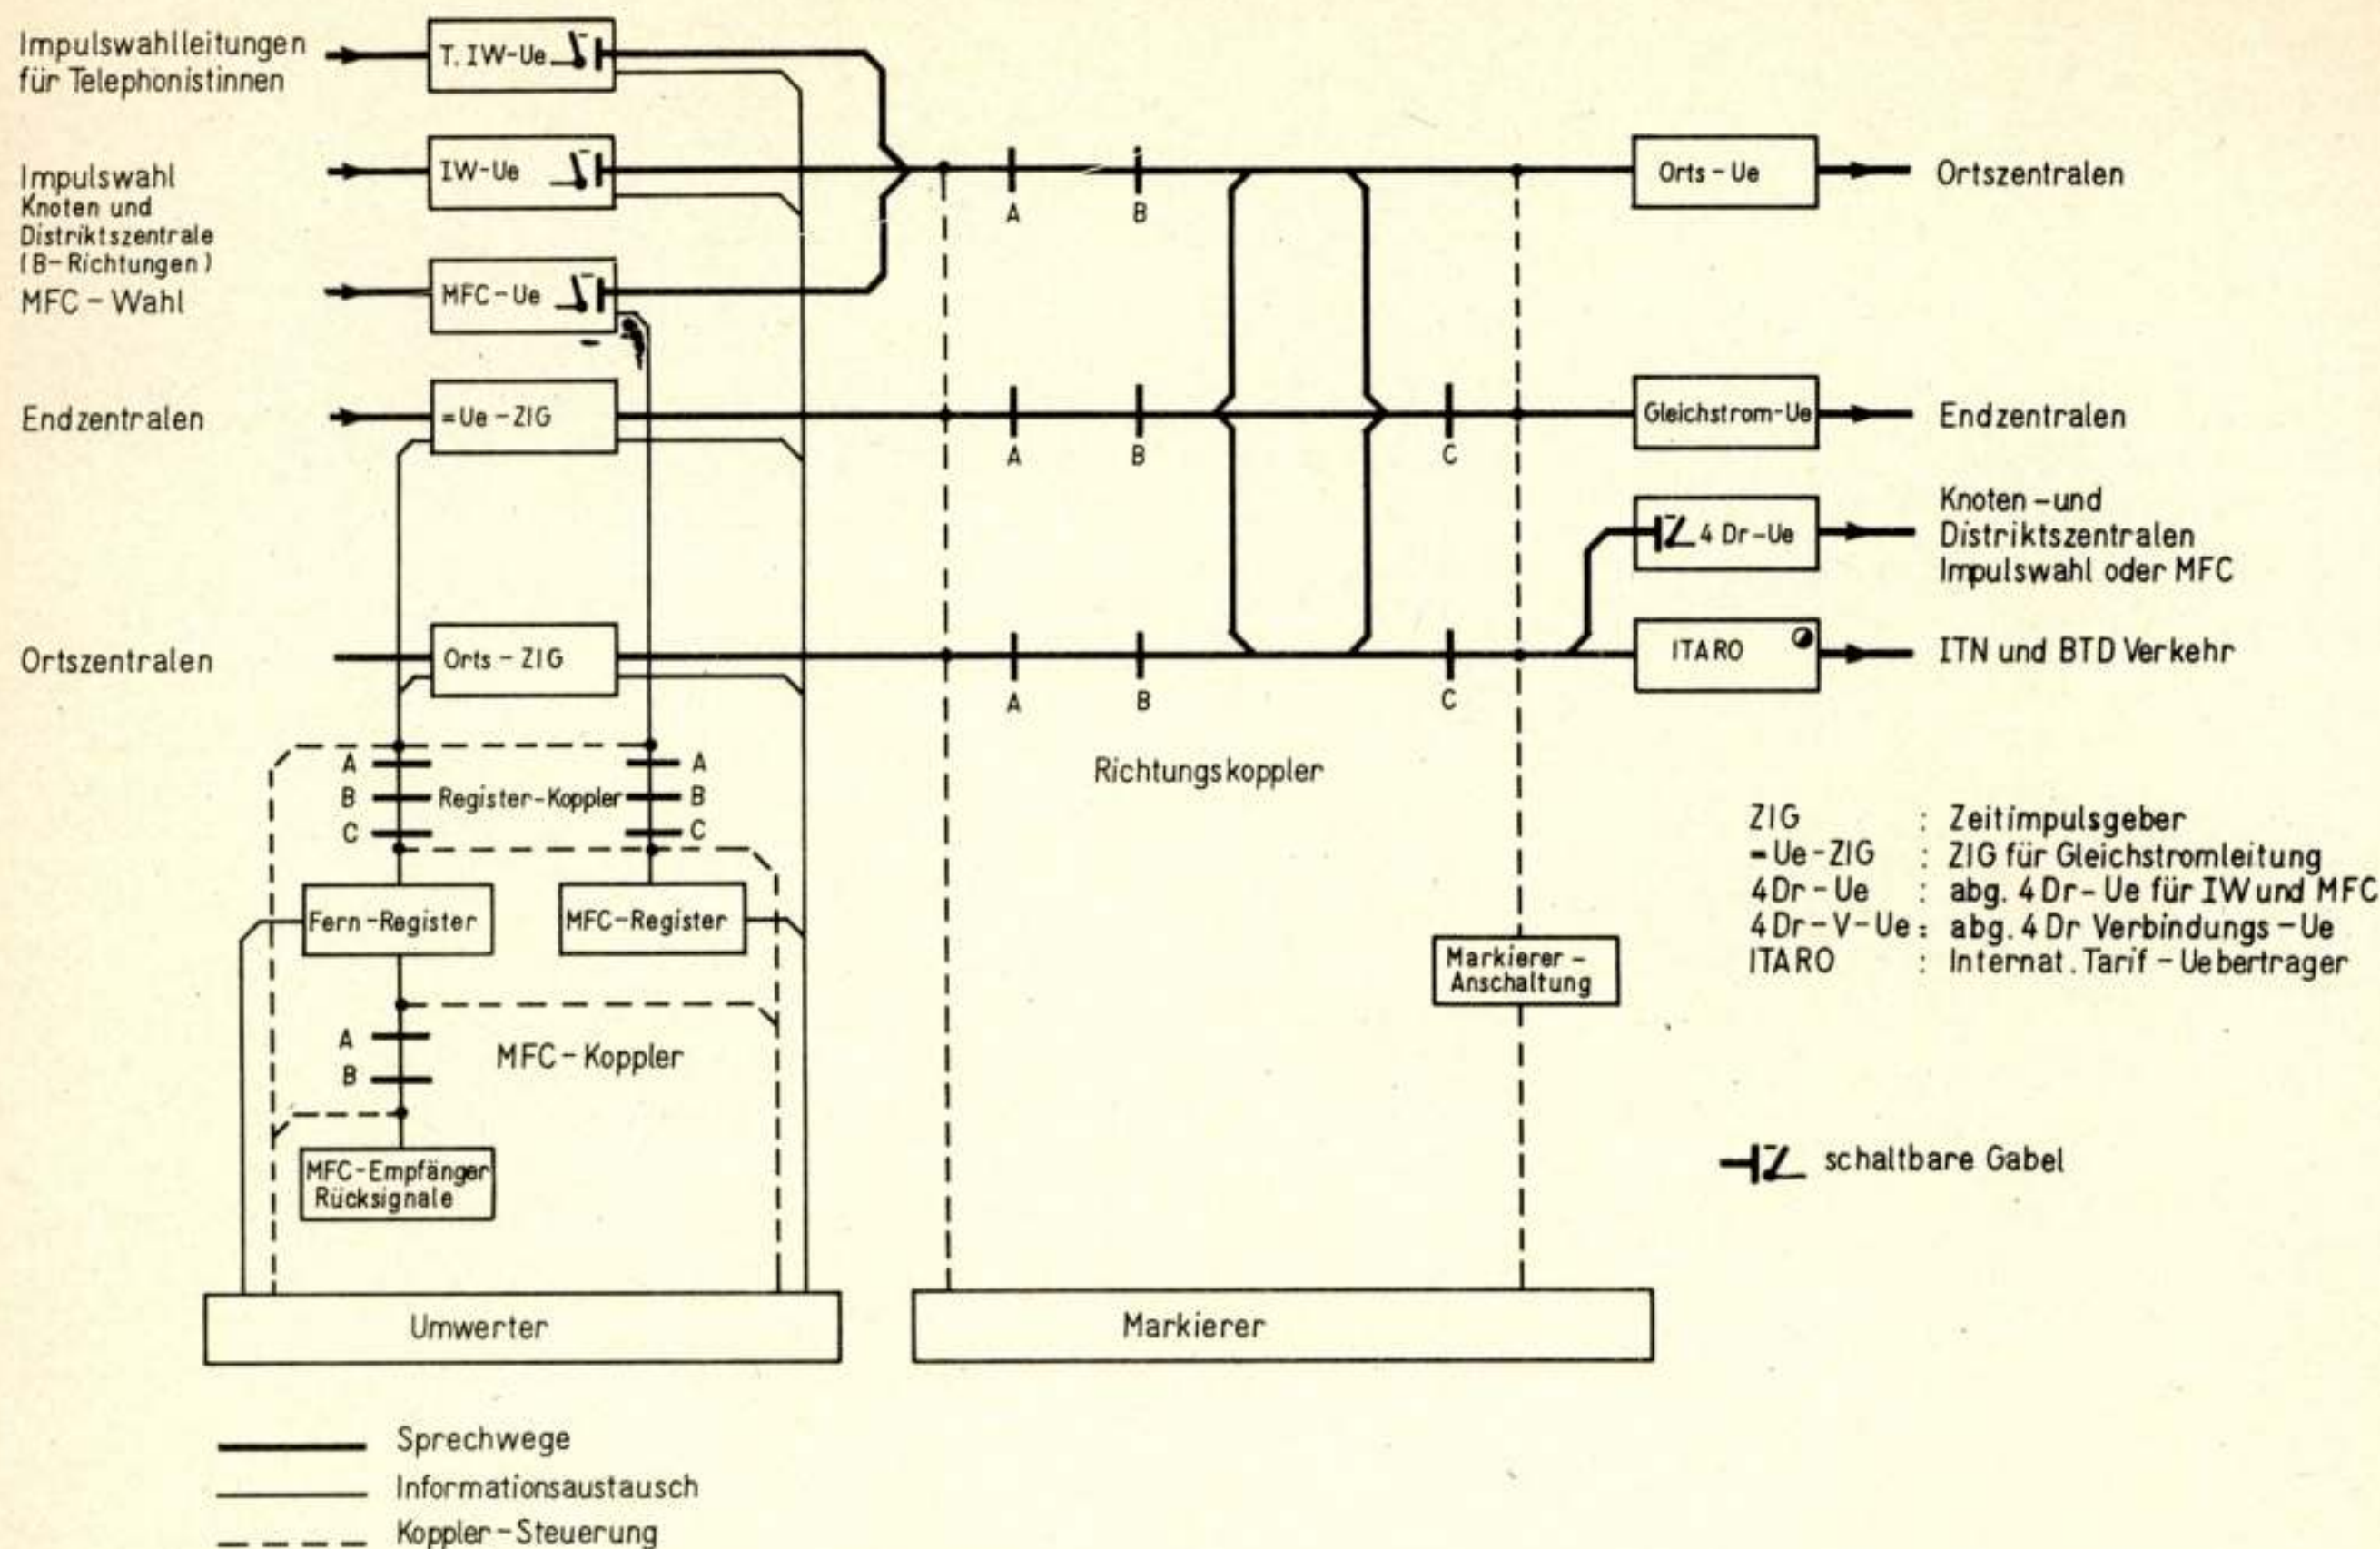 Impulswahlleitungen
für Telephonistinnen
T. IW-Ue
Impulswahl
Knoten und
Distriktszentrale
(B-Richtungen)
IW-Ue
MFC-Wahl
MFC-Ue
Endzentralen
=Ue-ZIG
Ortszentralen
Orts-ZIG
A
B
A
B
C
A
B
C
Orts-Ue
Ortszentralen
Gleichstrom-Ue
Endzentralen
4 Dr-Ue
Knoten-und
Distriktszentralen
Impulswahl oder MFC
ITARO
ITN und BTD Verkehr
A
B
C
Register-Koppler
A
B
C
Richtungskoppler
Fern-Register
MFC-Register
A
B
MFC-Koppler
MFC-Empfänger
Rücksignale
Markierer-
Anschaltung
ZIG : Zeitimpulsgeber
=Ue-ZIG : ZIG für Gleichstromleitung
4Dr-Ue : abg. 4 Dr-Ue für IW und MFC
4Dr-V-Ue: abg. 4 Dr Verbindungs-Ue
ITARO : Internat. Tarif-Uebertrager
schaltbare Gabel
Umwerter
Markierer
Sprechwege
Informationsaustausch
Koppler-Steuerung